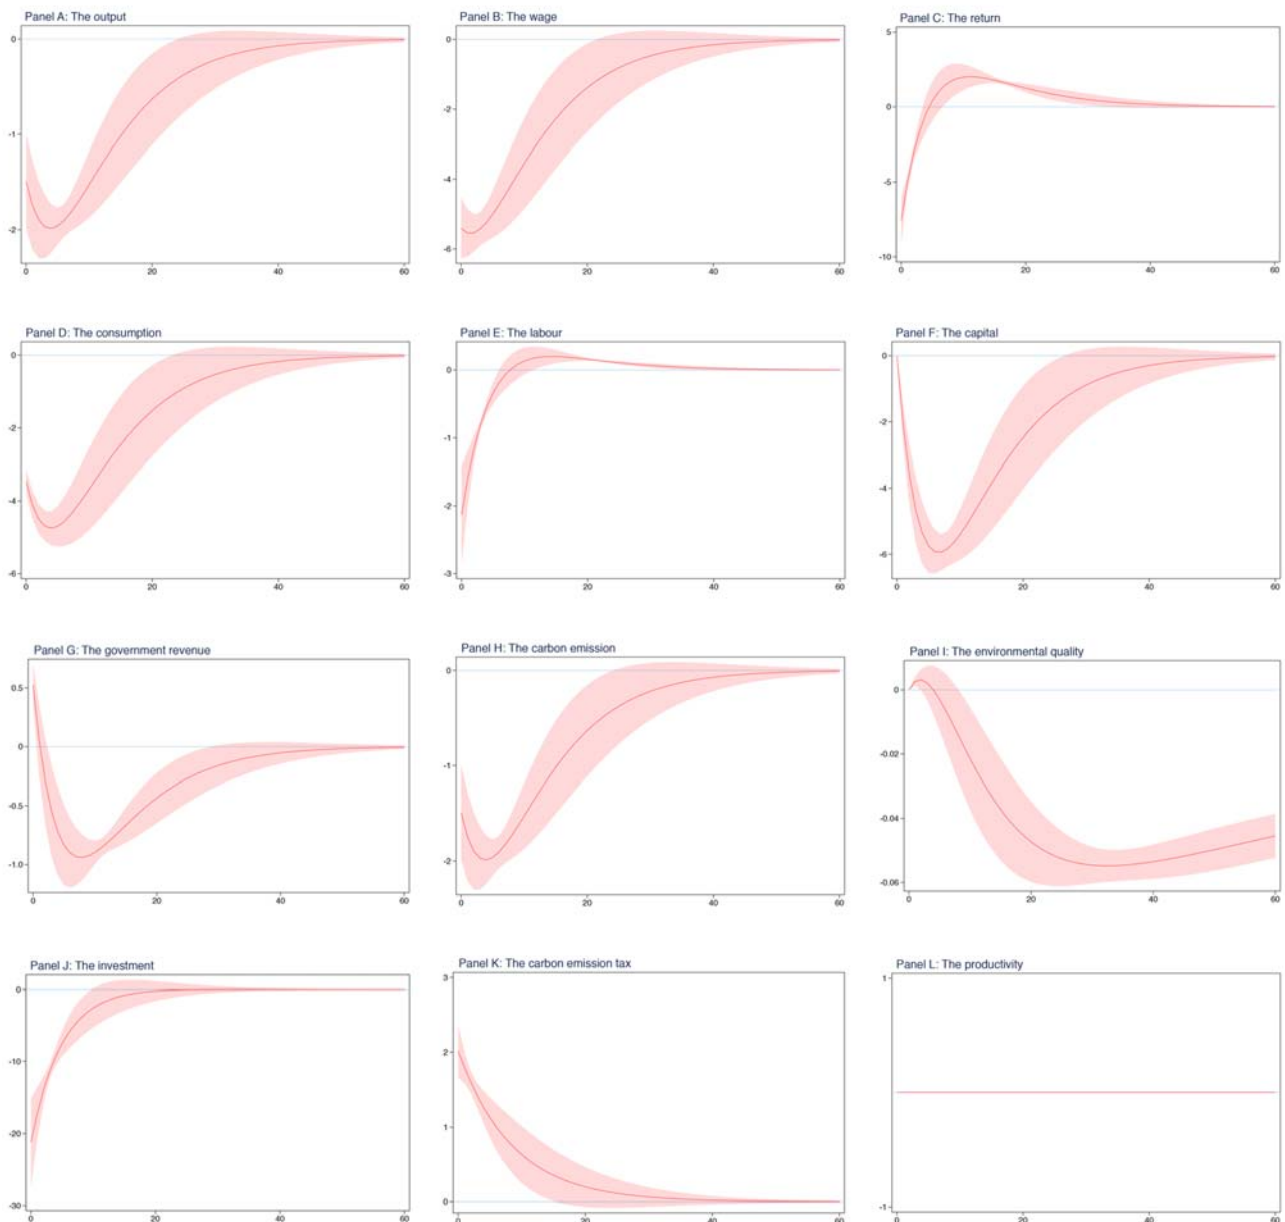 Panel A: The output
0
-1
-2
0 20 40 60
Panel B: The wage
0
-2
-4
-6
0 20 40 60
Panel C: The return
5
0
-5
-10
0 20 40 60
Panel D: The consumption
0
-2
-4
-6
0 20 40 60
Panel E: The labour
0
-1
-2
-3
0 20 40 60
Panel F: The capital
0
-2
-4
-6
0 20 40 60
Panel G: The government revenue
0.5
0
-0.5
-1.0
0 20 40 60
Panel H: The carbon emission
0
-1
-2
0 20 40 60
Panel I: The environmental quality
0
-0.02
-0.04
-0.06
0 20 40 60
Panel J: The investment
0
-10
-20
-30
0 20 40 60
Panel K: The carbon emission tax
3
2
1
0
0 20 40 60
Panel L: The productivity
1
-1
0 20 40 60